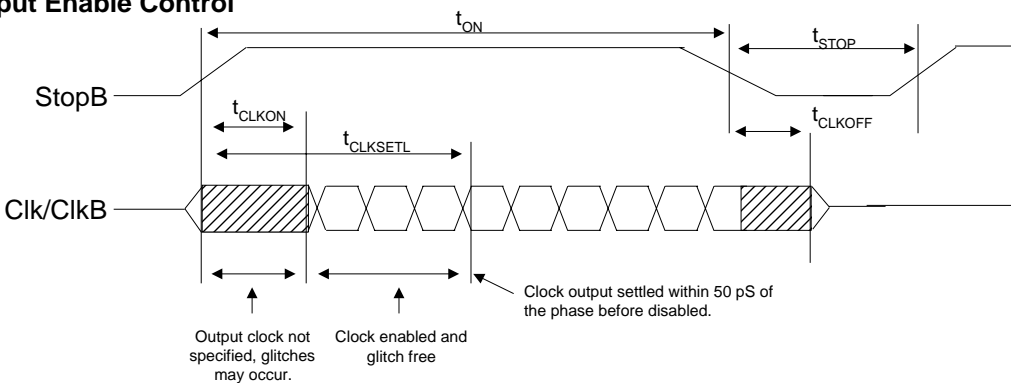 put Enable Control
tON
tSTOP
StopB
tCLKON
tCLKOFF
tCLKSETL
Clk/ClkB
Clock output settled within 50 pS of
the phase before disabled.
Output clock not
specified, glitches
may occur.
Clock enabled and
glitch free